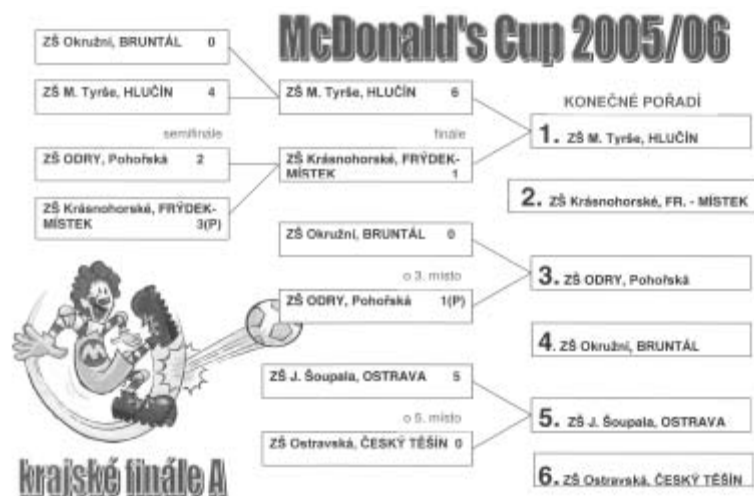 McDonald's Cup 2005/06
ZŠ Okružní, BRUNTÁL 0
ZŠ M. Tyrše, HLUČÍN 4
semifinále
ZŠ ODRY, Pohořská 2
ZŠ Krásnohorské, FRÝDEK-
MÍSTEK 3(P)
ZŠ M. Tyrše, HLUČÍN 6
finále
ZŠ Krásnohorské, FRÝDEK-
MÍSTEK 1
ZŠ Okružní, BRUNTÁL 0
o 3. místo
ZŠ ODRY, Pohořská 1(P)
ZŠ J. Šoupala, OSTRAVA 5
o 5. místo
ZŠ Ostravská, ČESKÝ TĚŠÍN 0
KONEČNÉ POŘADÍ
1. ZŠ M. Tyrše, HLUČÍN
2. ZŠ Krásnohorské, FR. - MÍSTEK
3. ZŠ ODRY, Pohořská
4. ZŠ Okružní, BRUNTÁL
5. ZŠ J. Šoupala, OSTRAVA
6. ZŠ Ostravská, ČESKÝ TĚŠÍN
M
krajské finále A